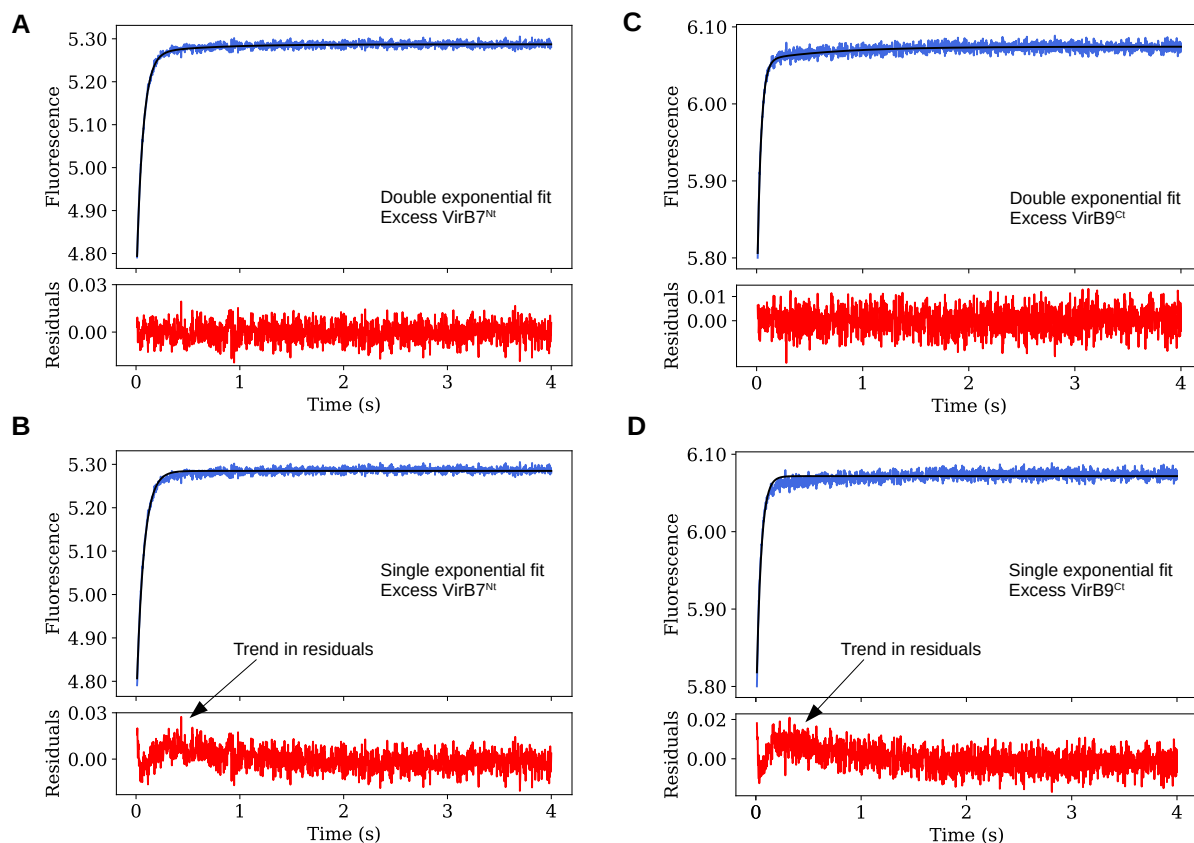 A
Fluorescence
5.30
5.20
5.10
5.00
4.90
4.80
Double exponential fit
Excess VirB7Nt
Residuals
0.03
0.00
0 1 2 3 4
Time (s)
B
Fluorescence
5.30
5.20
5.10
5.00
4.90
4.80
Single exponential fit
Excess VirB7Nt
Trend in residuals
Residuals
0.03
0.00
0 1 2 3 4
Time (s)
C
Fluorescence
6.10
6.00
5.90
5.80
Double exponential fit
Excess VirB9Ct
Residuals
0.01
0.00
0 1 2 3 4
Time (s)
D
Fluorescence
6.10
6.00
5.90
5.80
Single exponential fit
Excess VirB9Ct
Trend in residuals
Residuals
0.02
0.00
0 1 2 3 4
Time (s)